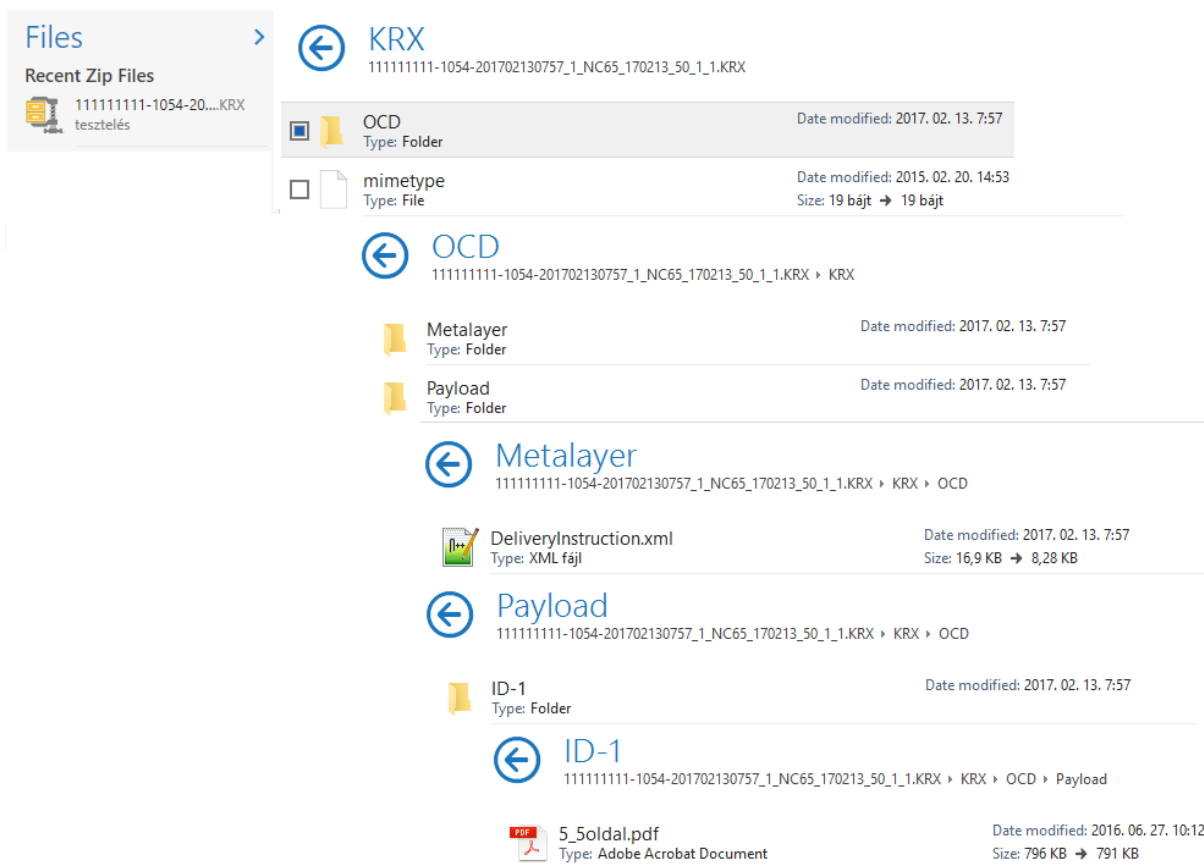 Files
Recent Zip Files
111111111-1054-20....KRX
tesztelés
KRX
111111111-1054-201702130757_1_NC65_170213_50_1_1.KRX
OCD Date modified: 2017. 02. 13. 7:57
Type: Folder
mimetype Date modified: 2015. 02. 20. 14:53
Type: File Size: 19 bájt → 19 bájt
OCD
111111111-1054-201702130757_1_NC65_170213_50_1_1.KRX ▸ KRX
Metalayer Date modified: 2017. 02. 13. 7:57
Type: Folder
Payload Date modified: 2017. 02. 13. 7:57
Type: Folder
Metalayer
111111111-1054-201702130757_1_NC65_170213_50_1_1.KRX ▸ KRX ▸ OCD
DeliveryInstruction.xml Date modified: 2017. 02. 13. 7:57
Type: XML fájl Size: 16,9 KB → 8,28 KB
Payload
111111111-1054-201702130757_1_NC65_170213_50_1_1.KRX ▸ KRX ▸ OCD
ID-1 Date modified: 2017. 02. 13. 7:57
Type: Folder
ID-1
111111111-1054-201702130757_1_NC65_170213_50_1_1.KRX ▸ KRX ▸ OCD ▸ Payload
PDF
5_5oldal.pdf Date modified: 2016. 06. 27. 10:12
Type: Adobe Acrobat Document Size: 796 KB → 791 KB